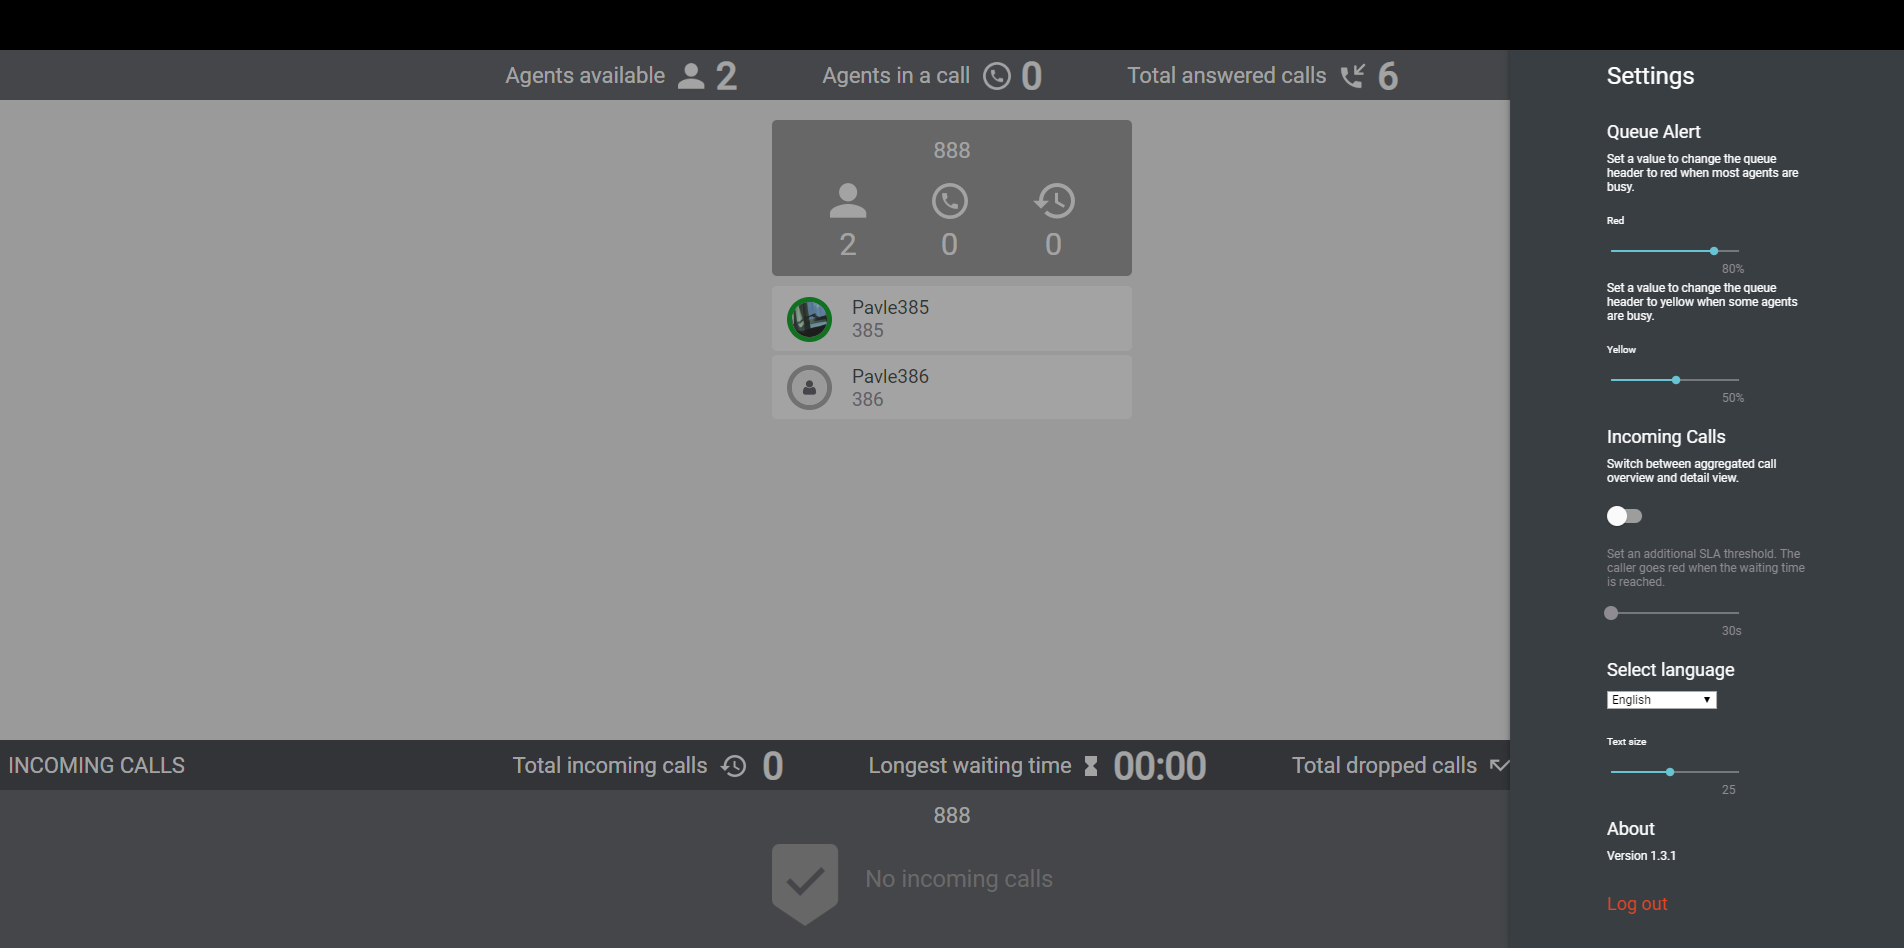 Agents available 2 Agents in a call 0 Total answered calls 6
888
2 0 0
Pavle385
385
Pavle386
386
INCOMING CALLS Total incoming calls 0 Longest waiting time 00:00 Total dropped calls
888
No incoming calls
Settings
Queue Alert
Set a value to change the queue
header to red when most agents are
busy.
Red
80%
Set a value to change the queue
header to yellow when some agents
are busy.
Yellow
50%
Incoming Calls
Switch between aggregated call
overview and detail view.
Set an additional SLA threshold. The
caller goes red when the waiting time
is reached.
30s
Select language
English
Text size
25
About
Version 1.3.1
Log out